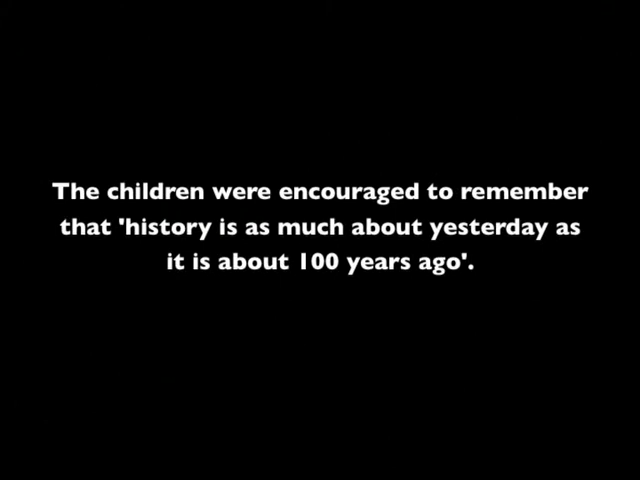 The children were encouraged to remember
that 'history is as much about yesterday as
it is about 100 years ago'.